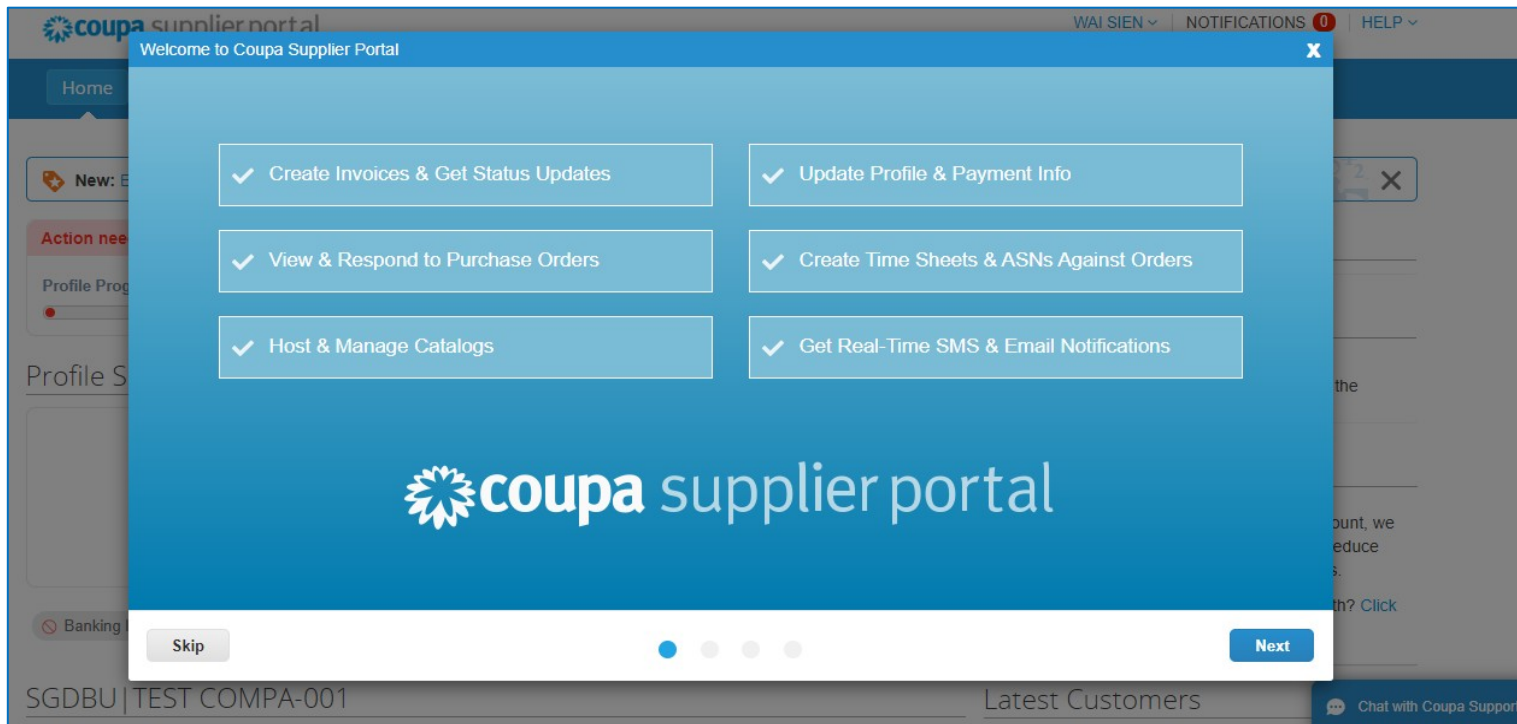 coupa supplier portal
WAI SIEN
NOTIFICATIONS 0
HELP
Welcome to Coupa Supplier Portal
X
Home
Create Invoices & Get Status Updates
Update Profile & Payment Info
New:
View & Respond to Purchase Orders
Create Time Sheets & ASNs Against Orders
Action
Profile
Host & Manage Catalogs
Get Real-Time SMS & Email Notifications
Profile S
the
coupa supplier portal
ount, we
educe
s.
th? Click
Banking
Skip
Next
SGDBU|TEST COMPA-001
Latest Customers
Chat with Coupa Support